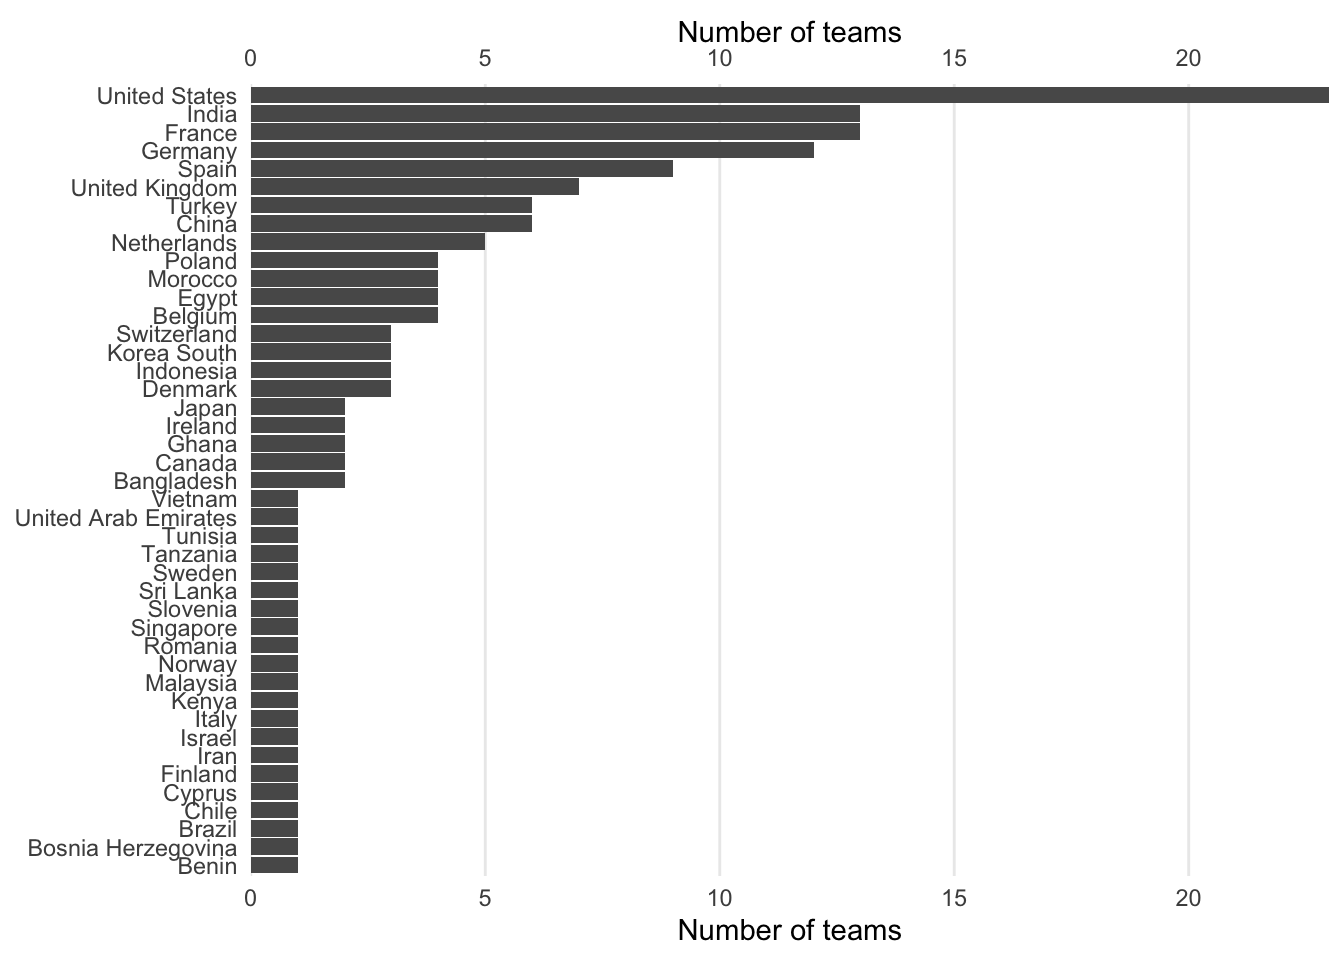 Number of teams
0 5 10 15 20
United States
India
France
Germany
Spain
United Kingdom
Turkey
China
Netherlands
Poland
Morocco
Egypt
Belgium
Switzerland
Korea South
Indonesia
Denmark
Japan
Ireland
Ghana
Canada
Bangladesh
Vietnam
United Arab Emirates
Tunisia
Tanzania
Sweden
Sri Lanka
Slovenia
Singapore
Romania
Norway
Malaysia
Kenya
Italy
Israel
Iran
Finland
Cyprus
Chile
Brazil
Bosnia Herzegovina
Benin
0 5 10 15 20
Number of teams